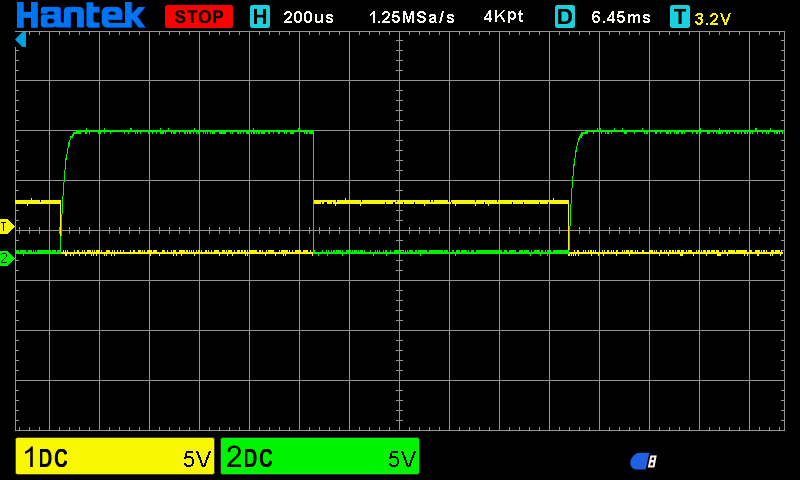 Hantek STOP H 200us 1.25MSa/s 4Kpt D 6.45ms T 3.2V
T
2
1DC 5V 2DC 5V